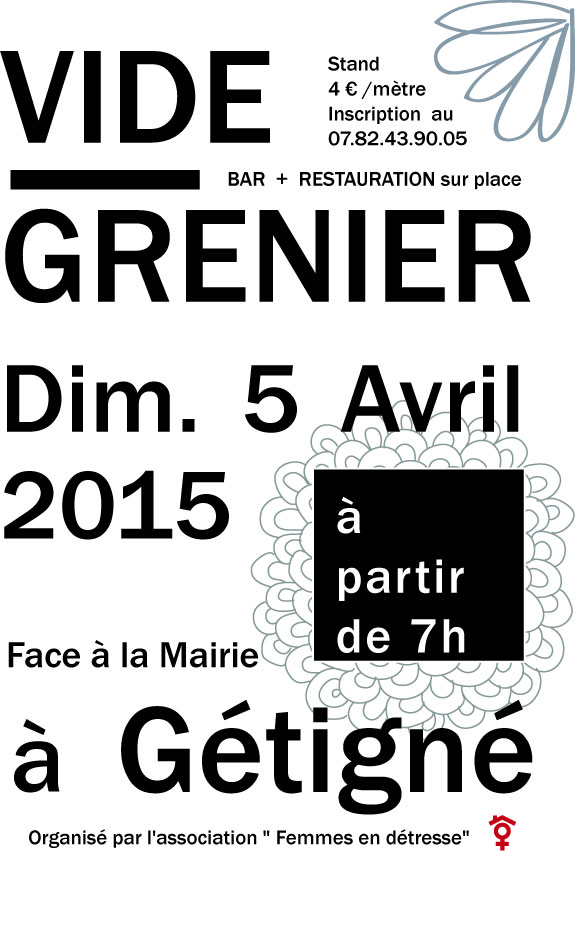 VIDE
Stand
4 € /mètre
Inscription au
07.82.43.90.05
BAR + RESTAURATION sur place
GRENIER
Dim. 5 Avril
2015
à
partir
de 7h
Face à la Mairie
à Gétigné
Organisé par l'association " Femmes en détresse"